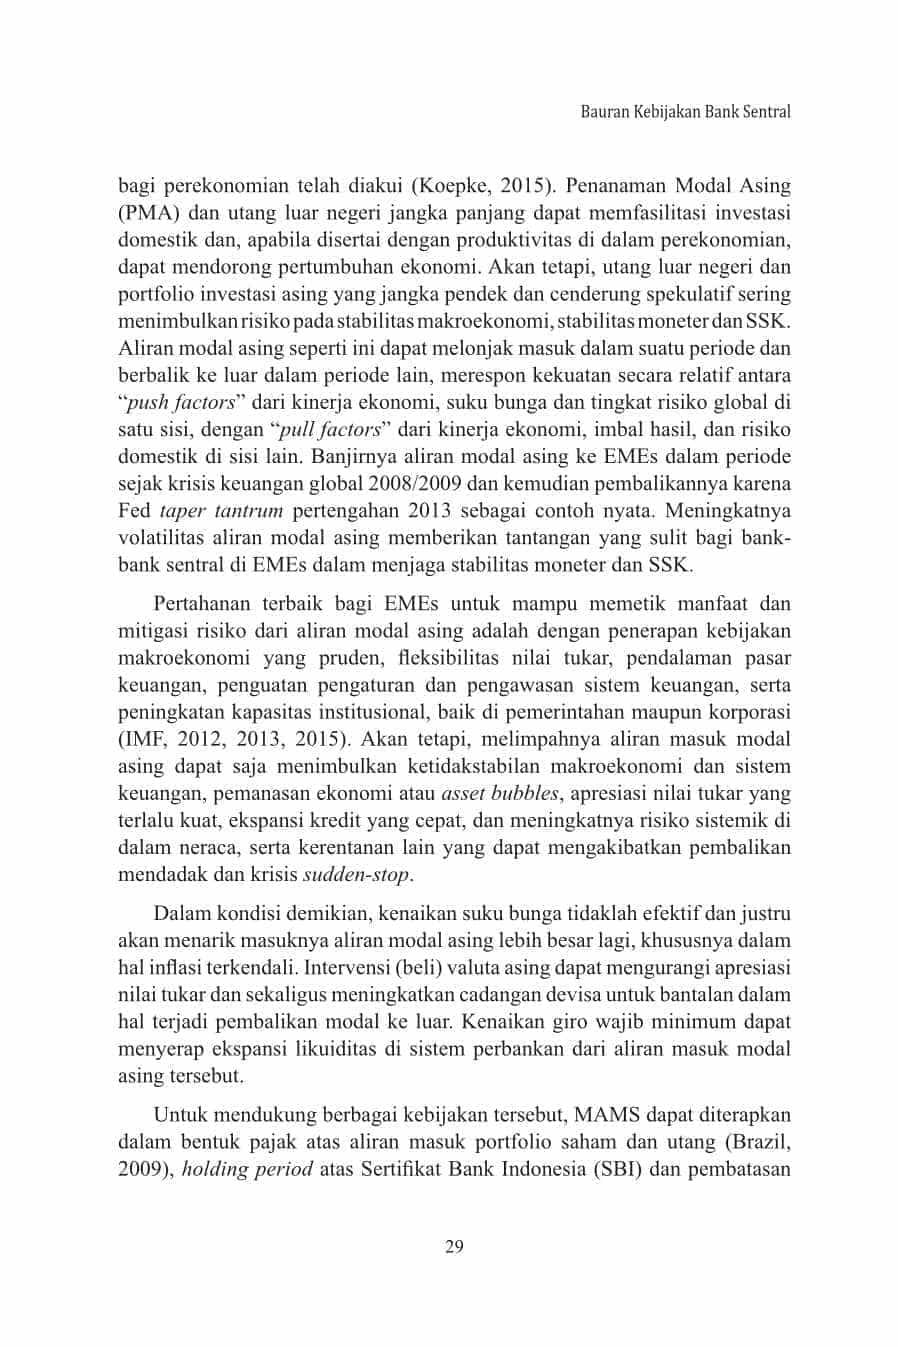 Bauran Kebijakan Bank Sentral
bagi perekonomian telah diakui (Koepke, 2015). Penanaman Modal Asing
(PMA) dan utang luar negeri jangka panjang dapat memfasilitasi investasi
domestik dan, apabila disertai dengan produktivitas di dalam perekonomian,
dapat mendorong pertumbuhan ekonomi. Akan tetapi, utang luar negeri dan
portfolio investasi asing yang jangka pendek dan cenderung spekulatif sering
menimbulkan risiko pada stabilitas makroekonomi, stabilitas moneter dan SSK.
Aliran modal asing seperti ini dapat melonjak masuk dalam suatu periode dan
berbalik ke luar dalam periode lain, merespon kekuatan secara relatif antara
“push factors” dari kinerja ekonomi, suku bunga dan tingkat risiko global di
satu sisi, dengan “pull factors” dari kinerja ekonomi, imbal hasil, dan risiko
domestik di sisi lain. Banjirnya aliran modal asing ke EMEs dalam periode
sejak krisis keuangan global 2008/2009 dan kemudian pembalikannya karena
Fed taper tantrum pertengahan 2013 sebagai contoh nyata. Meningkatnya
volatilitas aliran modal asing memberikan tantangan yang sulit bagi bank-
bank sentral di EMEs dalam menjaga stabilitas moneter dan SSK.
Pertahanan terbaik bagi EMEs untuk mampu memetik manfaat dan
mitigasi risiko dari aliran modal asing adalah dengan penerapan kebijakan
makroekonomi yang pruden, fleksibilitas nilai tukar, pendalaman pasar
keuangan, penguatan pengaturan dan pengawasan sistem keuangan, serta
peningkatan kapasitas institusional, baik di pemerintahan maupun korporasi
(IMF, 2012, 2013, 2015). Akan tetapi, melimpahnya aliran masuk modal
asing dapat saja menimbulkan ketidakstabilan makroekonomi dan sistem
keuangan, pemanasan ekonomi atau asset bubbles, apresiasi nilai tukar yang
terlalu kuat, ekspansi kredit yang cepat, dan meningkatnya risiko sistemik di
dalam neraca, serta kerentanan lain yang dapat mengakibatkan pembalikan
mendadak dan krisis sudden-stop.
Dalam kondisi demikian, kenaikan suku bunga tidaklah efektif dan justru
akan menarik masuknya aliran modal asing lebih besar lagi, khususnya dalam
hal inflasi terkendali. Intervensi (beli) valuta asing dapat mengurangi apresiasi
nilai tukar dan sekaligus meningkatkan cadangan devisa untuk bantalan dalam
hal terjadi pembalikan modal ke luar. Kenaikan giro wajib minimum dapat
menyerap ekspansi likuiditas di sistem perbankan dari aliran masuk modal
asing tersebut.
Untuk mendukung berbagai kebijakan tersebut, MAMS dapat diterapkan
dalam bentuk pajak atas aliran masuk portfolio saham dan utang (Brazil,
2009), holding period atas Sertifikat Bank Indonesia (SBI) dan pembatasan
29